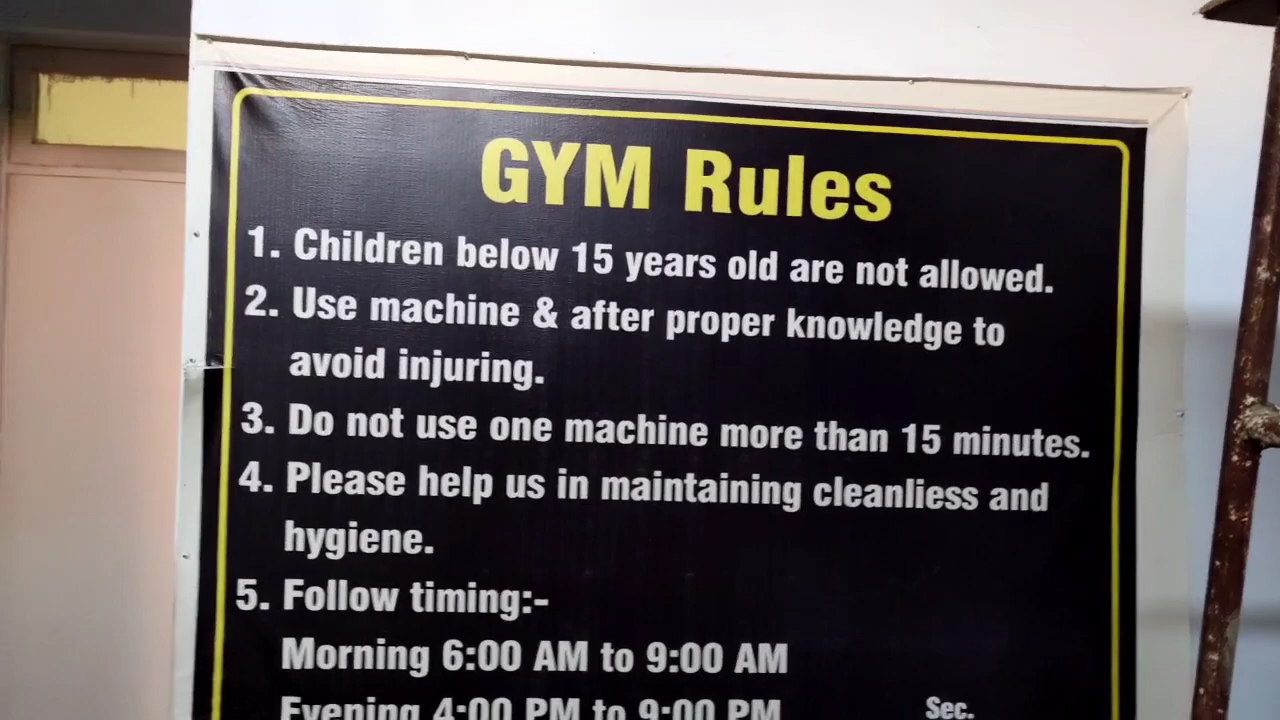 GYM Rules
1. Children below 15 years old are not allowed.
2. Use machine & after proper knowledge to
avoid injuring.
3. Do not use one machine more than 15 minutes.
4. Please help us in maintaining cleanliess and
hygiene.
5. Follow timing:-
Morning 6:00 AM to 9:00 AM
Evening 4:00 PM to 9:00 PM
Sec.